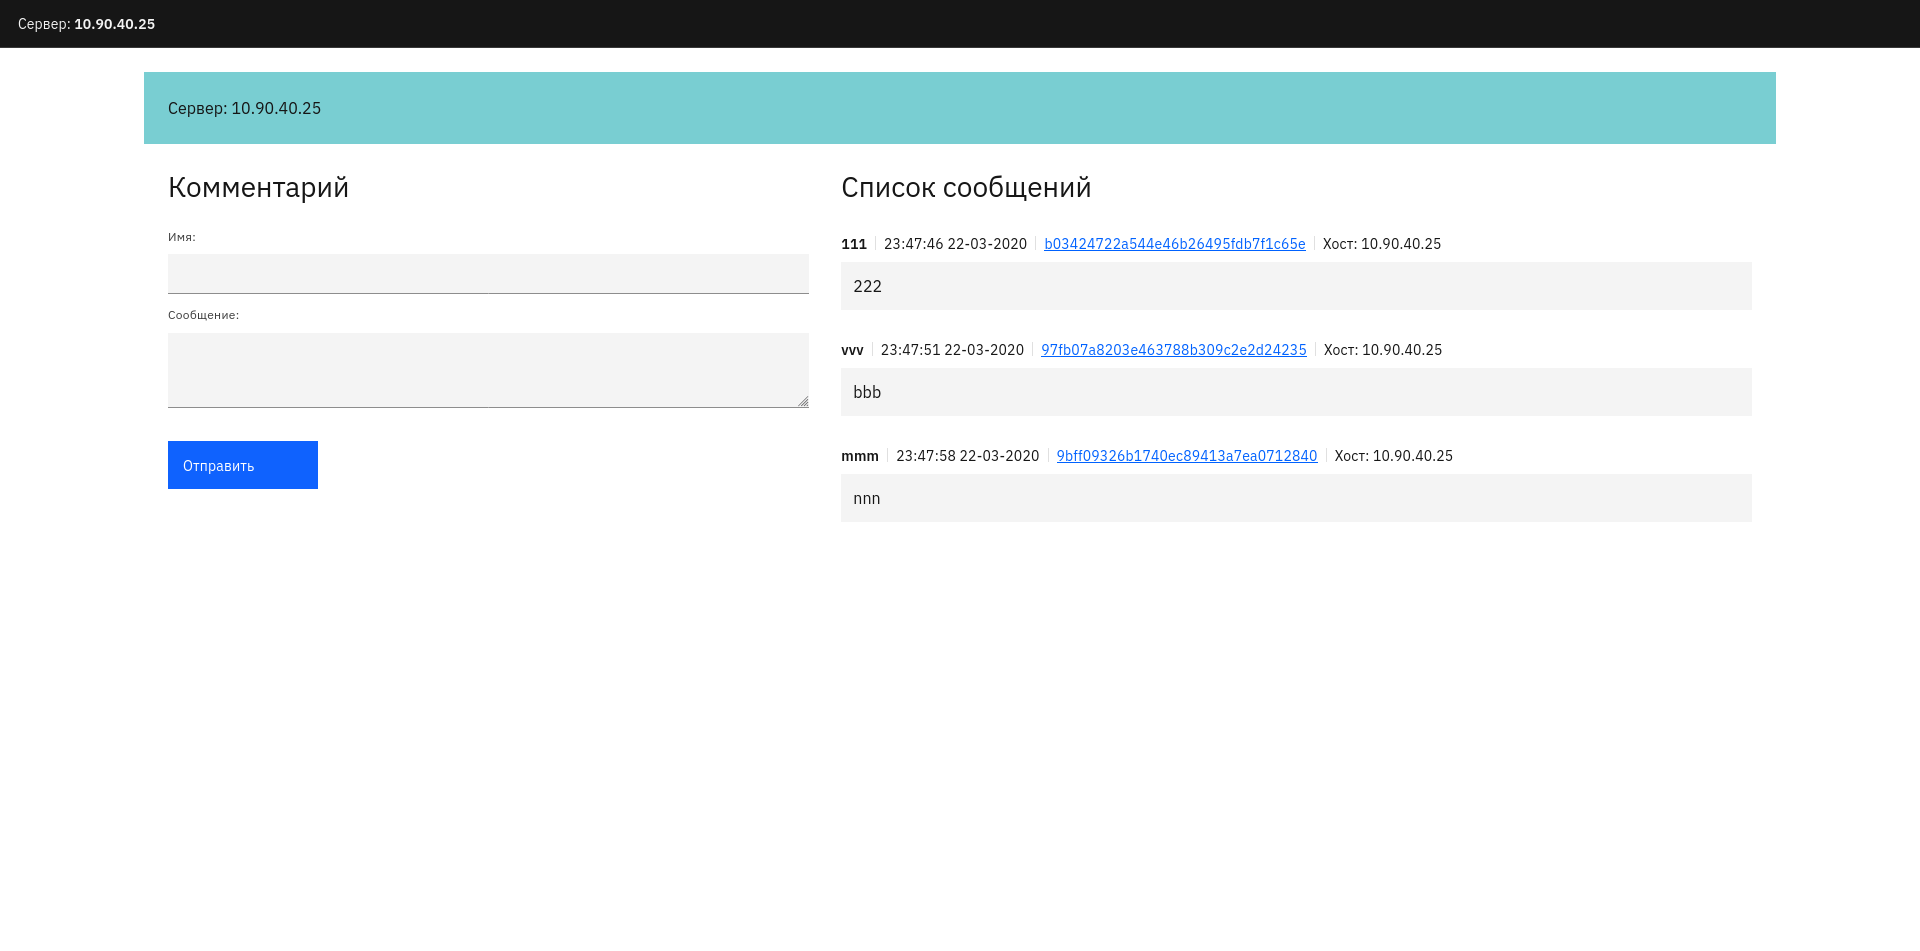 Сервер: 10.90.40.25
Сервер: 10.90.40.25
Комментарий
Имя:
Сообщение:
Отправить
Список сообщений
111 23:47:46 22-03-2020 b03424722a544e46b26495fdb7f1c65e Хост: 10.90.40.25
222
vvv 23:47:51 22-03-2020 97fb07a8203e463788b309c2e2d24235 Хост: 10.90.40.25
bbb
mmm 23:47:58 22-03-2020 9bff09326b1740ec89413a7ea0712840 Хост: 10.90.40.25
nnn